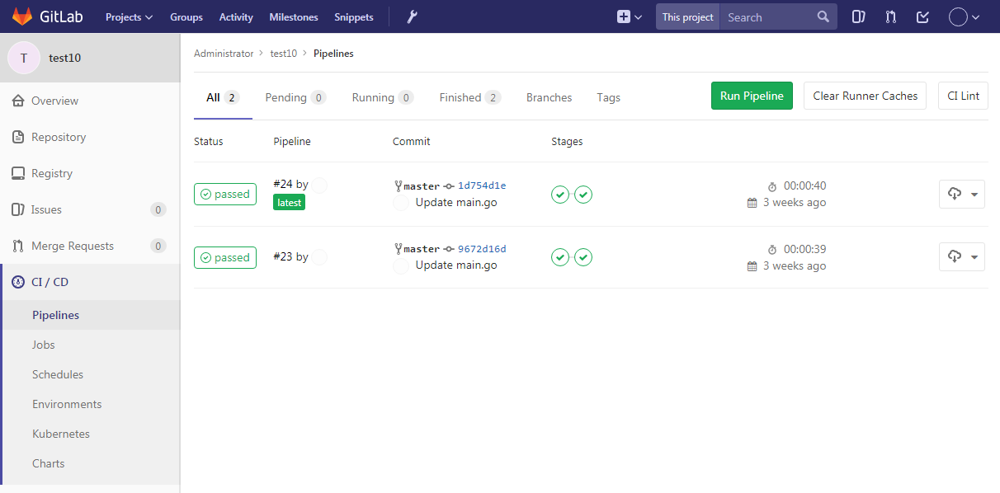 GitLab Projects Groups Activity Milestones Snippets This project Search
T test10
Overview
Repository
Registry
Issues 0
Merge Requests 0
CI / CD
Pipelines
Jobs
Schedules
Environments
Kubernetes
Charts
Administrator > test10 > Pipelines
All 2 Pending 0 Running 0 Finished 2 Branches Tags Run Pipeline Clear Runner Caches CI Lint
Status Pipeline Commit Stages
passed #24 by latest master 1d754d1e Update main.go 00:00:40 3 weeks ago
passed #23 by master 9672d16d Update main.go 00:00:39 3 weeks ago